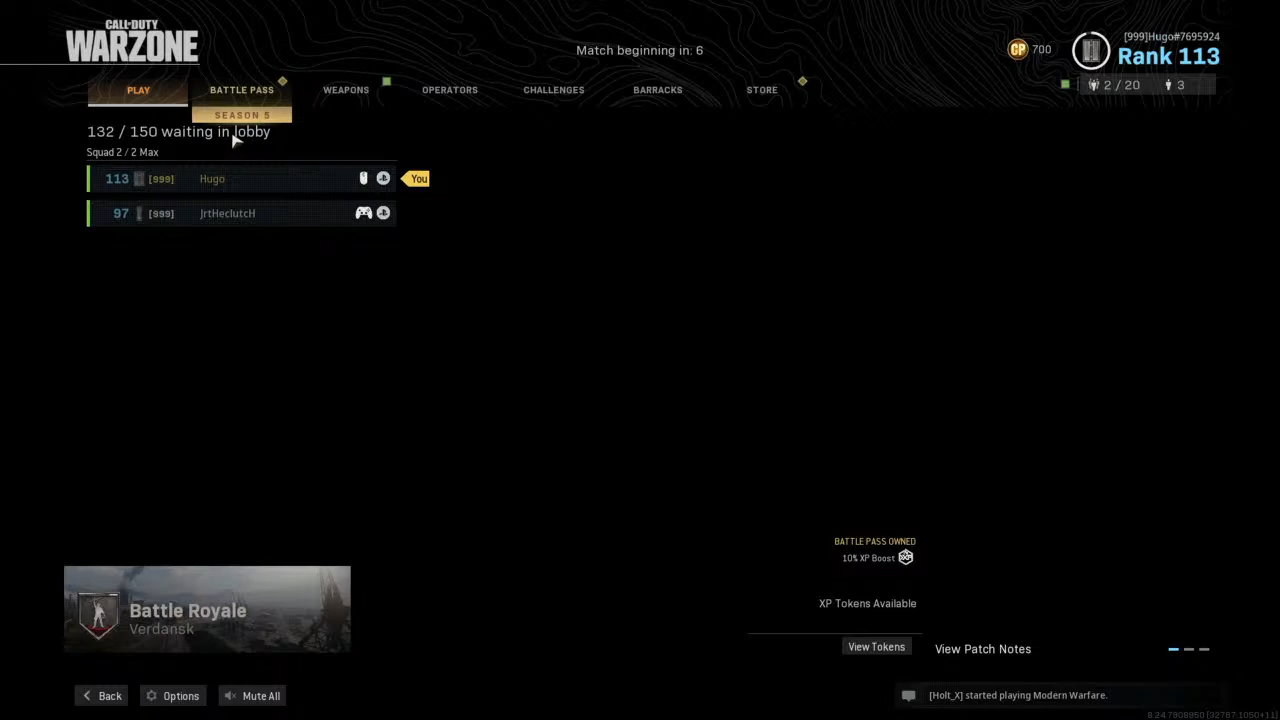 CALL·DUTY
WARZONE
Match beginning in: 6
CP 700
[999]Hugo#7695924
Rank 113
2 / 20 3
PLAY
BATTLE PASS
WEAPONS
OPERATORS
CHALLENGES
BARRACKS
STORE
SEASON 5
132 / 150 waiting in lobby
Squad 2 / 2 Max
113 [999] Hugo
You
97 [999] JrtHeclutcH
BATTLE PASS OWNED
10% XP Boost
XP Tokens Available
View Tokens
View Patch Notes
Battle Royale
Verdansk
Back
Options
Mute All
[Holt_X] started playing Modern Warfare.